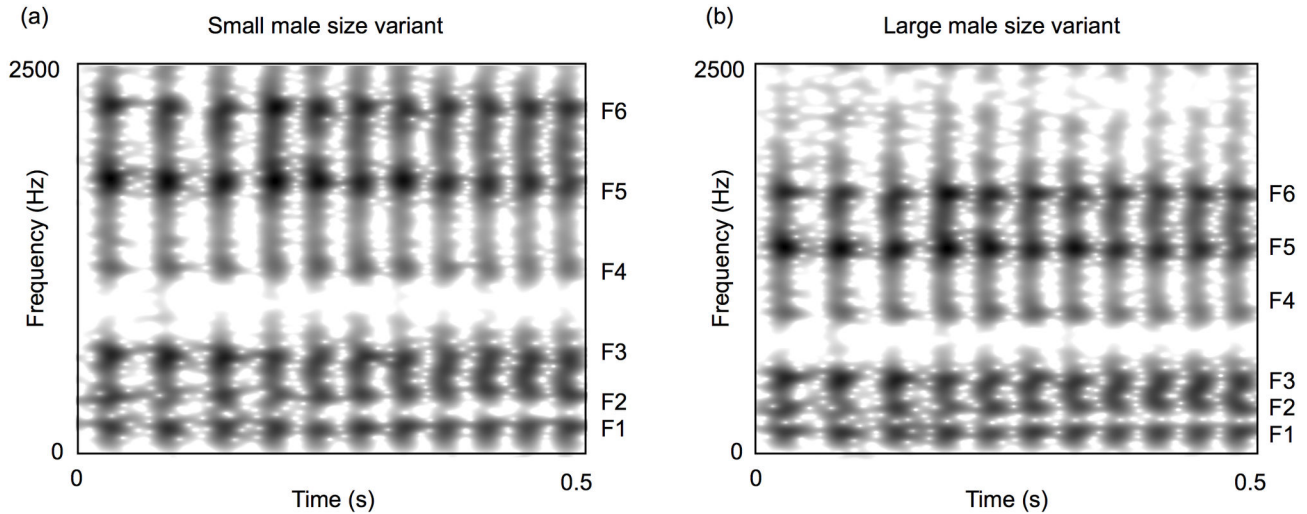 (a)
Small male size variant
2500
Frequency (Hz)
0
F6
F5
F4
F3
F2
F1
0
Time (s)
0.5
(b)
Large male size variant
2500
Frequency (Hz)
0
F6
F5
F4
F3
F2
F1
0
Time (s)
0.5